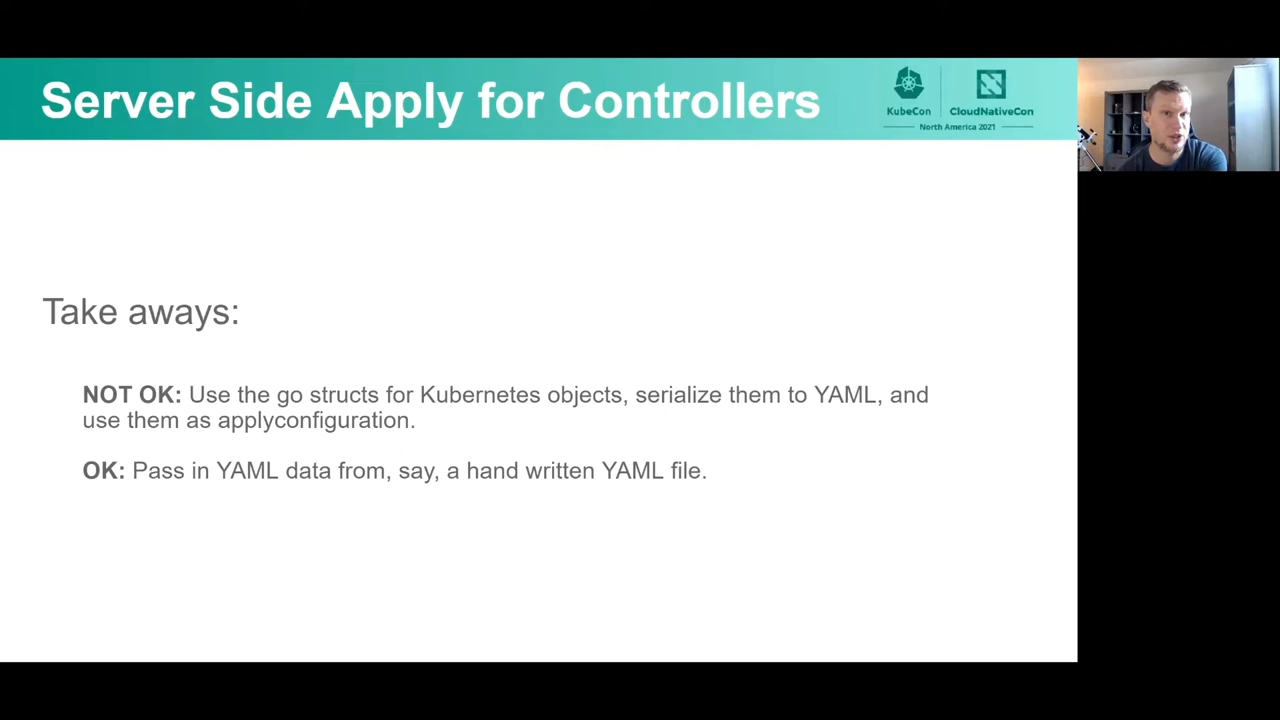 Server Side Apply for Controllers
KubeCon
CloudNativeCon
North America 2021
Take aways:
NOT OK: Use the go structs for Kubernetes objects, serialize them to YAML, and
use them as applyconfiguration.
OK: Pass in YAML data from, say, a hand written YAML file.